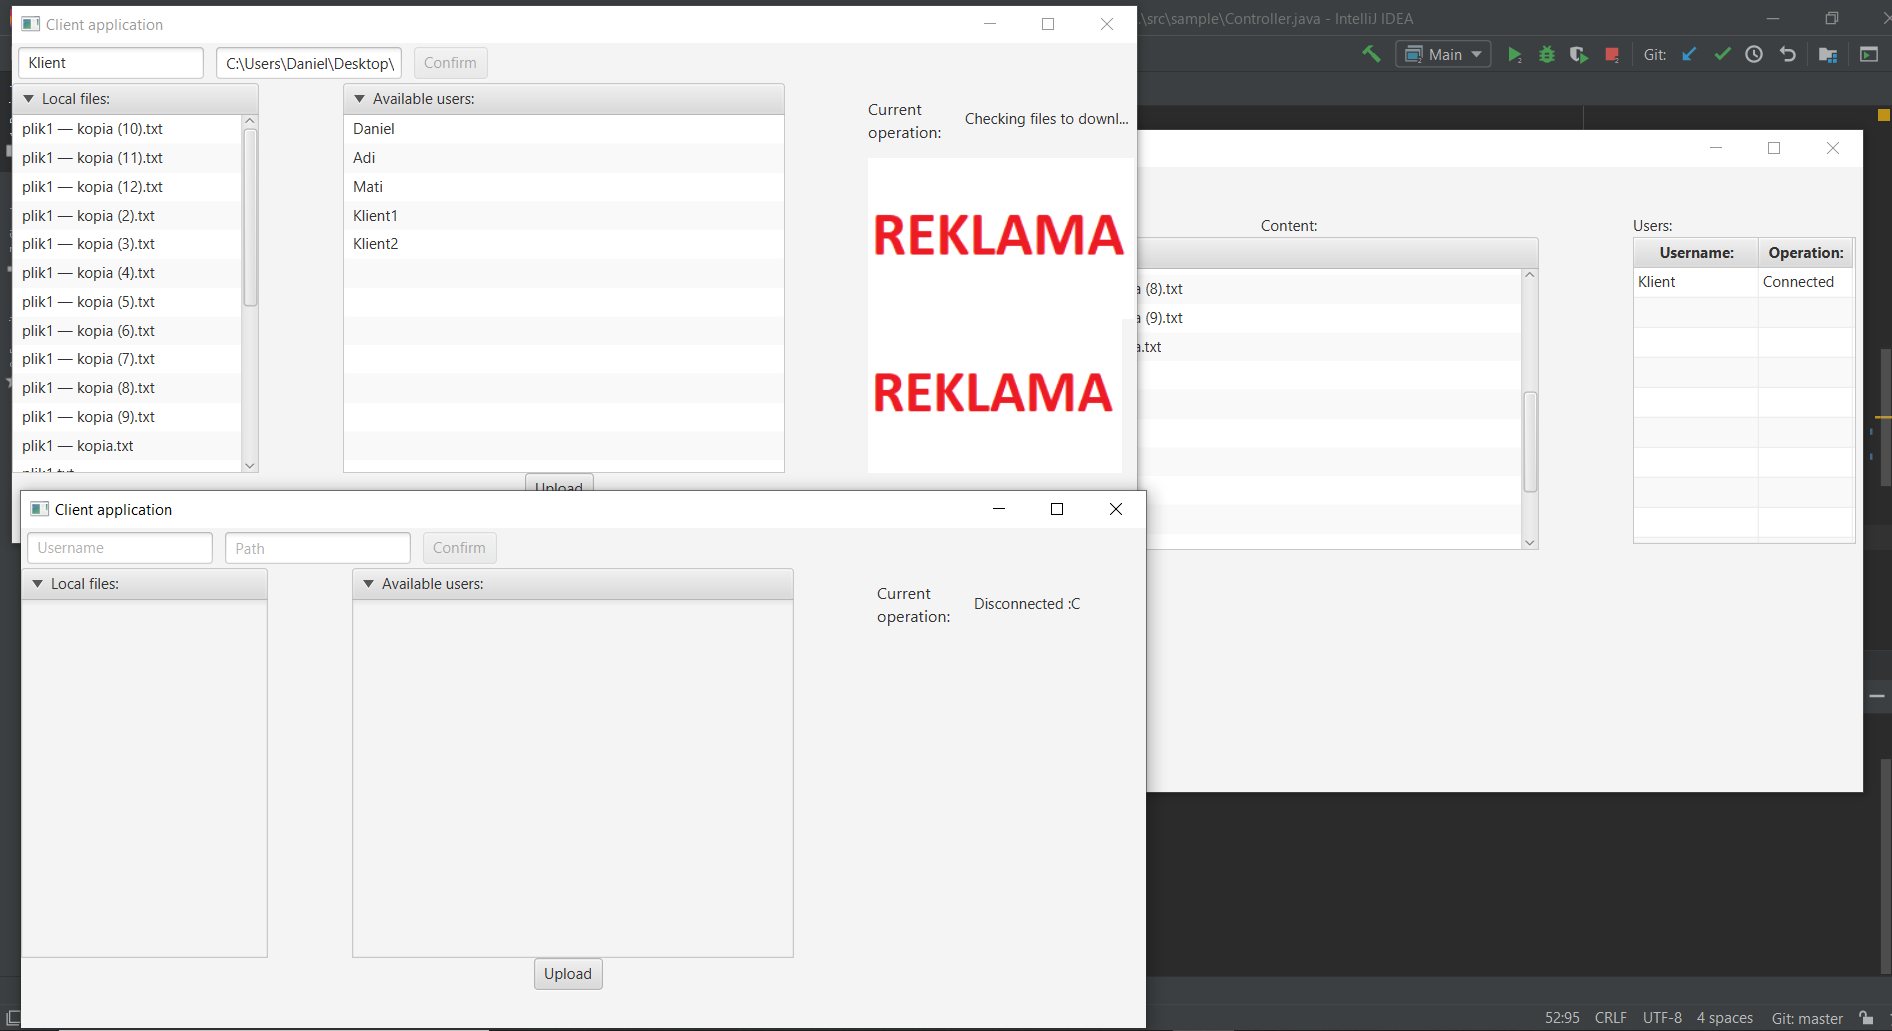 Client application
Klient
C:\Users\Daniel\Desktop\
Confirm
Local files:
plik1 — kopia (10).txt
plik1 — kopia (11).txt
plik1 — kopia (12).txt
plik1 — kopia (2).txt
plik1 — kopia (3).txt
plik1 — kopia (4).txt
plik1 — kopia (5).txt
plik1 — kopia (6).txt
plik1 — kopia (7).txt
plik1 — kopia (8).txt
plik1 — kopia (9).txt
plik1 — kopia.txt
plik1.txt
Available users:
Daniel
Adi
Mati
Klient1
Klient2
Upload
Current
operation:
Checking files to downl...
REKLAMA
REKLAMA
.\src\sample\Controller.java - IntelliJ IDEA
Main
Git:
Content:
a (8).txt
a (9).txt
a.txt
Users:
Username: Operation:
Klient Connected
Client application
Username
Path
Confirm
Local files:
Available users:
Current
operation:
Disconnected :C
Upload
52:95 CRLF UTF-8 4 spaces Git: master